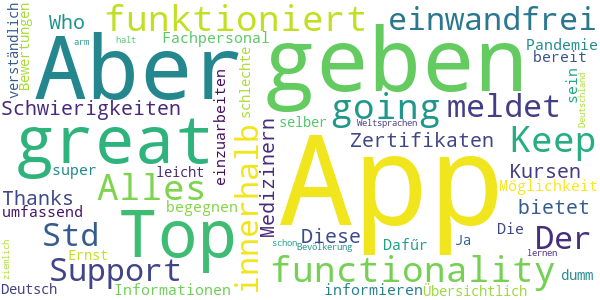 Who
funktioniert
einwandfrei
arm
halt
Fachpersonal
Pandemie
verständlich
Bewertungen
Aber
geben
bereit
sein
Deutschland
Schwierigkeiten
einzuarbeiten
schlechte
going
meldet
great
innerhalb
Medizinern
selber
Weltsprachen
App
Zertifikaten
Keep
super
Alles
leicht
Kursen
Möglichkeit
Thanks
umfassend
Top
begegnen
bietet
Std
Diese
Dafür
Ja
Die
Der
Ernst
Support
schon
Bevölkerung
lernen
ziemlich
functionality
dumm
Deutsch
Informationen
informieren
Übersichtlich